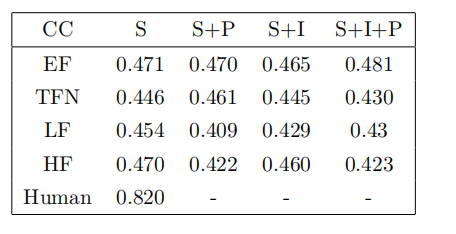 CC S S+P S+I S+I+P
EF 0.471 0.470 0.465 0.481
TFN 0.446 0.461 0.445 0.430
LF 0.454 0.409 0.429 0.43
HF 0.470 0.422 0.460 0.423
Human 0.820 - - -